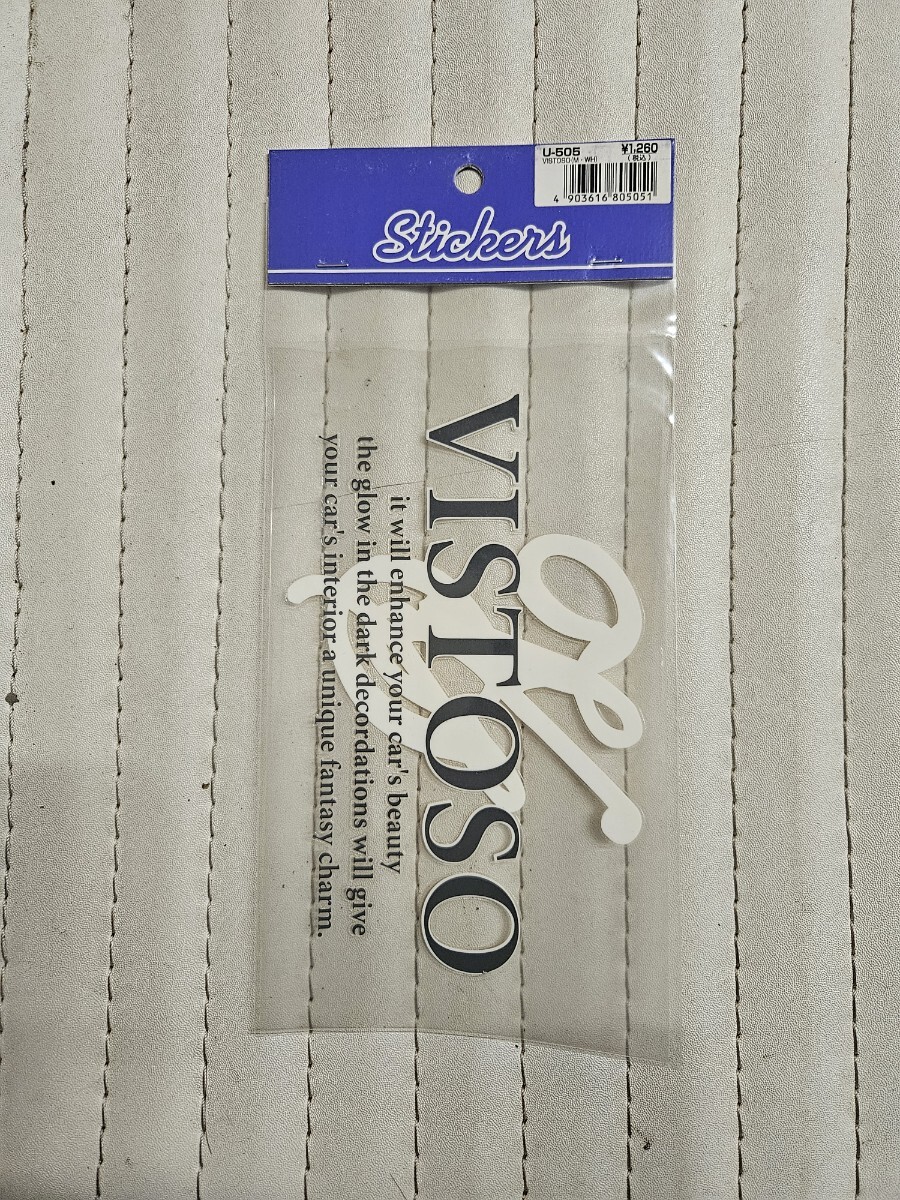 U-505
¥1,260
VISTOSO(M・WH)
(税込)
4 903616 805051
Stickers
VISTOSO
it will enhance your car's beauty
the glow in the dark decordations will give
your car's interior a unique fantasy charm.